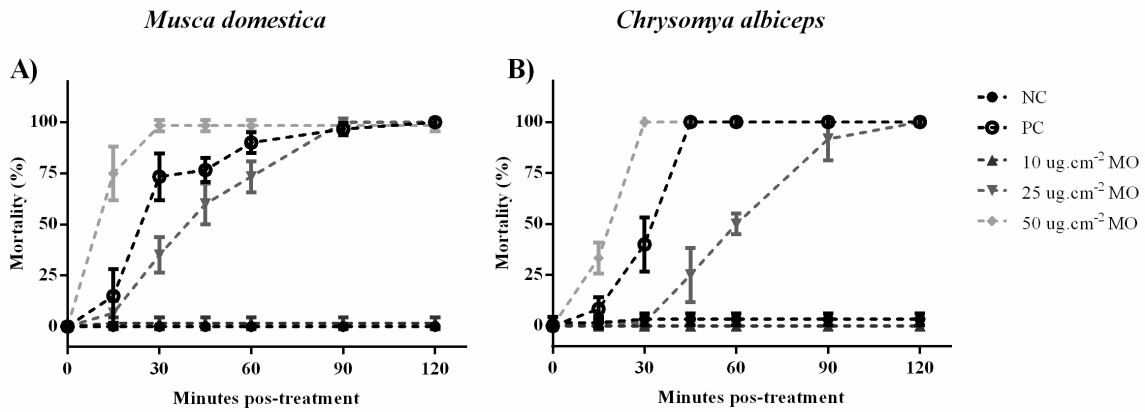 Musca domestica
Chrysomya albiceps
A)
B)
Mortality (%)
100
75
50
25
0
0 30 60 90 120
Minutes pos-treatment
Mortality (%)
100
75
50
25
0
0 30 60 90 120
Minutes pos-treatment
NC
PC
10 ug.cm⁻² MO
25 ug.cm⁻² MO
50 ug.cm⁻² MO